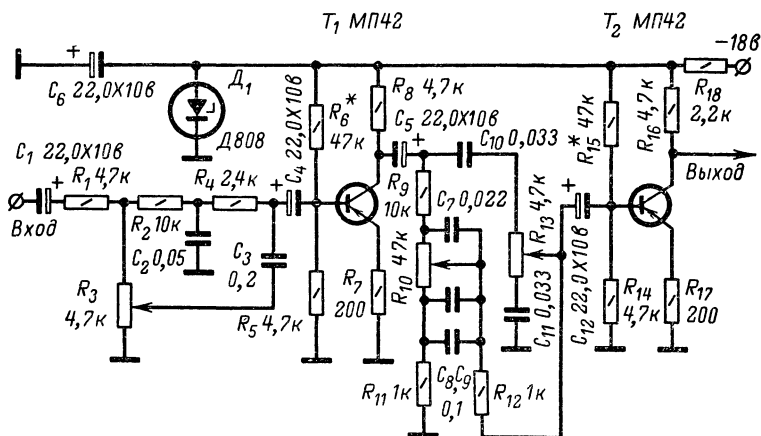 T₁ МП42
T₂ МП42
−18в
+
C₆ 22,0Х10в
Д₁
Д808
R₆*
47к
R₈ 4,7к
C₅ 22,0Х10в
+
C₁₀ 0,033
R₁₅* 47к
R₁₆ 4,7к
R₁₈
2,2к
C₁ 22,0Х10в
+
R₁ 4,7к
R₄ 2,4к
+
C₄ 22,0Х10в
Вход
R₂ 10к
C₂ 0,05
C₃
0,2
R₃
4,7к
R₅ 4,7к
R₇
200
R₉
10к
C₇ 0,022
R₁₀ 47к
R₁₃ 4,7к
+
Выход
C₁₁ 0,033
C₁₂ 22,0Х10в
R₁₄
4,7к
R₁₇
200
R₁₁ 1к
C₈,C₉
0,1
R₁₂ 1к